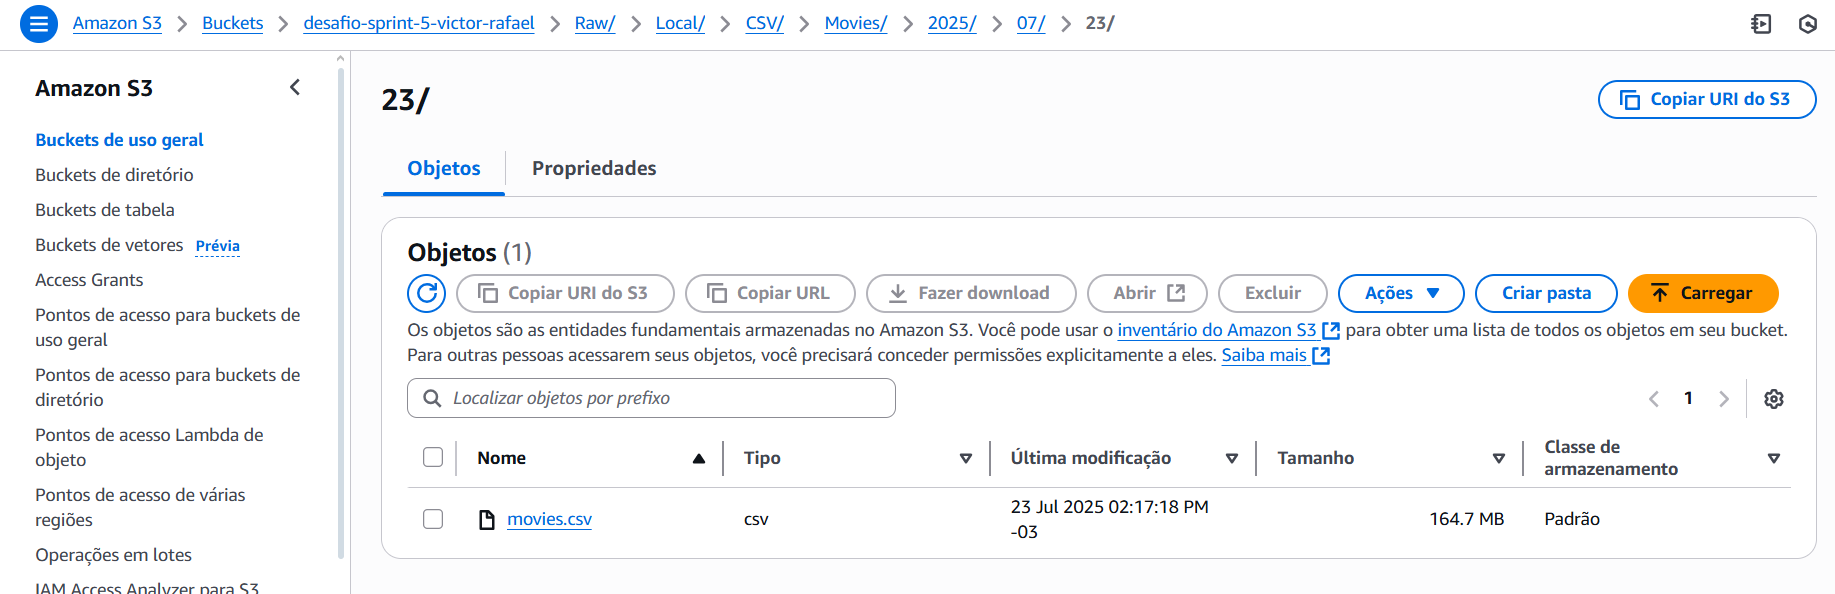 Amazon S3 > Buckets > desafio-sprint-5-victor-rafael > Raw/ > Local/ > CSV/ > Movies/ > 2025/ > 07/ > 23/
Amazon S3
Buckets de uso geral
Buckets de diretório
Buckets de tabela
Buckets de vetores Prévia
Access Grants
Pontos de acesso para buckets de
uso geral
Pontos de acesso para buckets de
diretório
Pontos de acesso Lambda de
objeto
Pontos de acesso de várias
regiões
Operações em lotes
IAM Access Analyzer para S3
23/
Copiar URI do S3
Objetos Propriedades
Objetos (1)
Copiar URI do S3 Copiar URL Fazer download Abrir Excluir Ações Criar pasta Carregar
Os objetos são as entidades fundamentais armazenadas no Amazon S3. Você pode usar o inventário do Amazon S3 para obter uma lista de todos os objetos em seu bucket.
Para outras pessoas acessarem seus objetos, você precisará conceder permissões explicitamente a eles. Saiba mais
Localizar objetos por prefixo
1
Nome Tipo Última modificação Tamanho Classe de
armazenamento
movies.csv csv 23 Jul 2025 02:17:18 PM
-03 164.7 MB Padrão